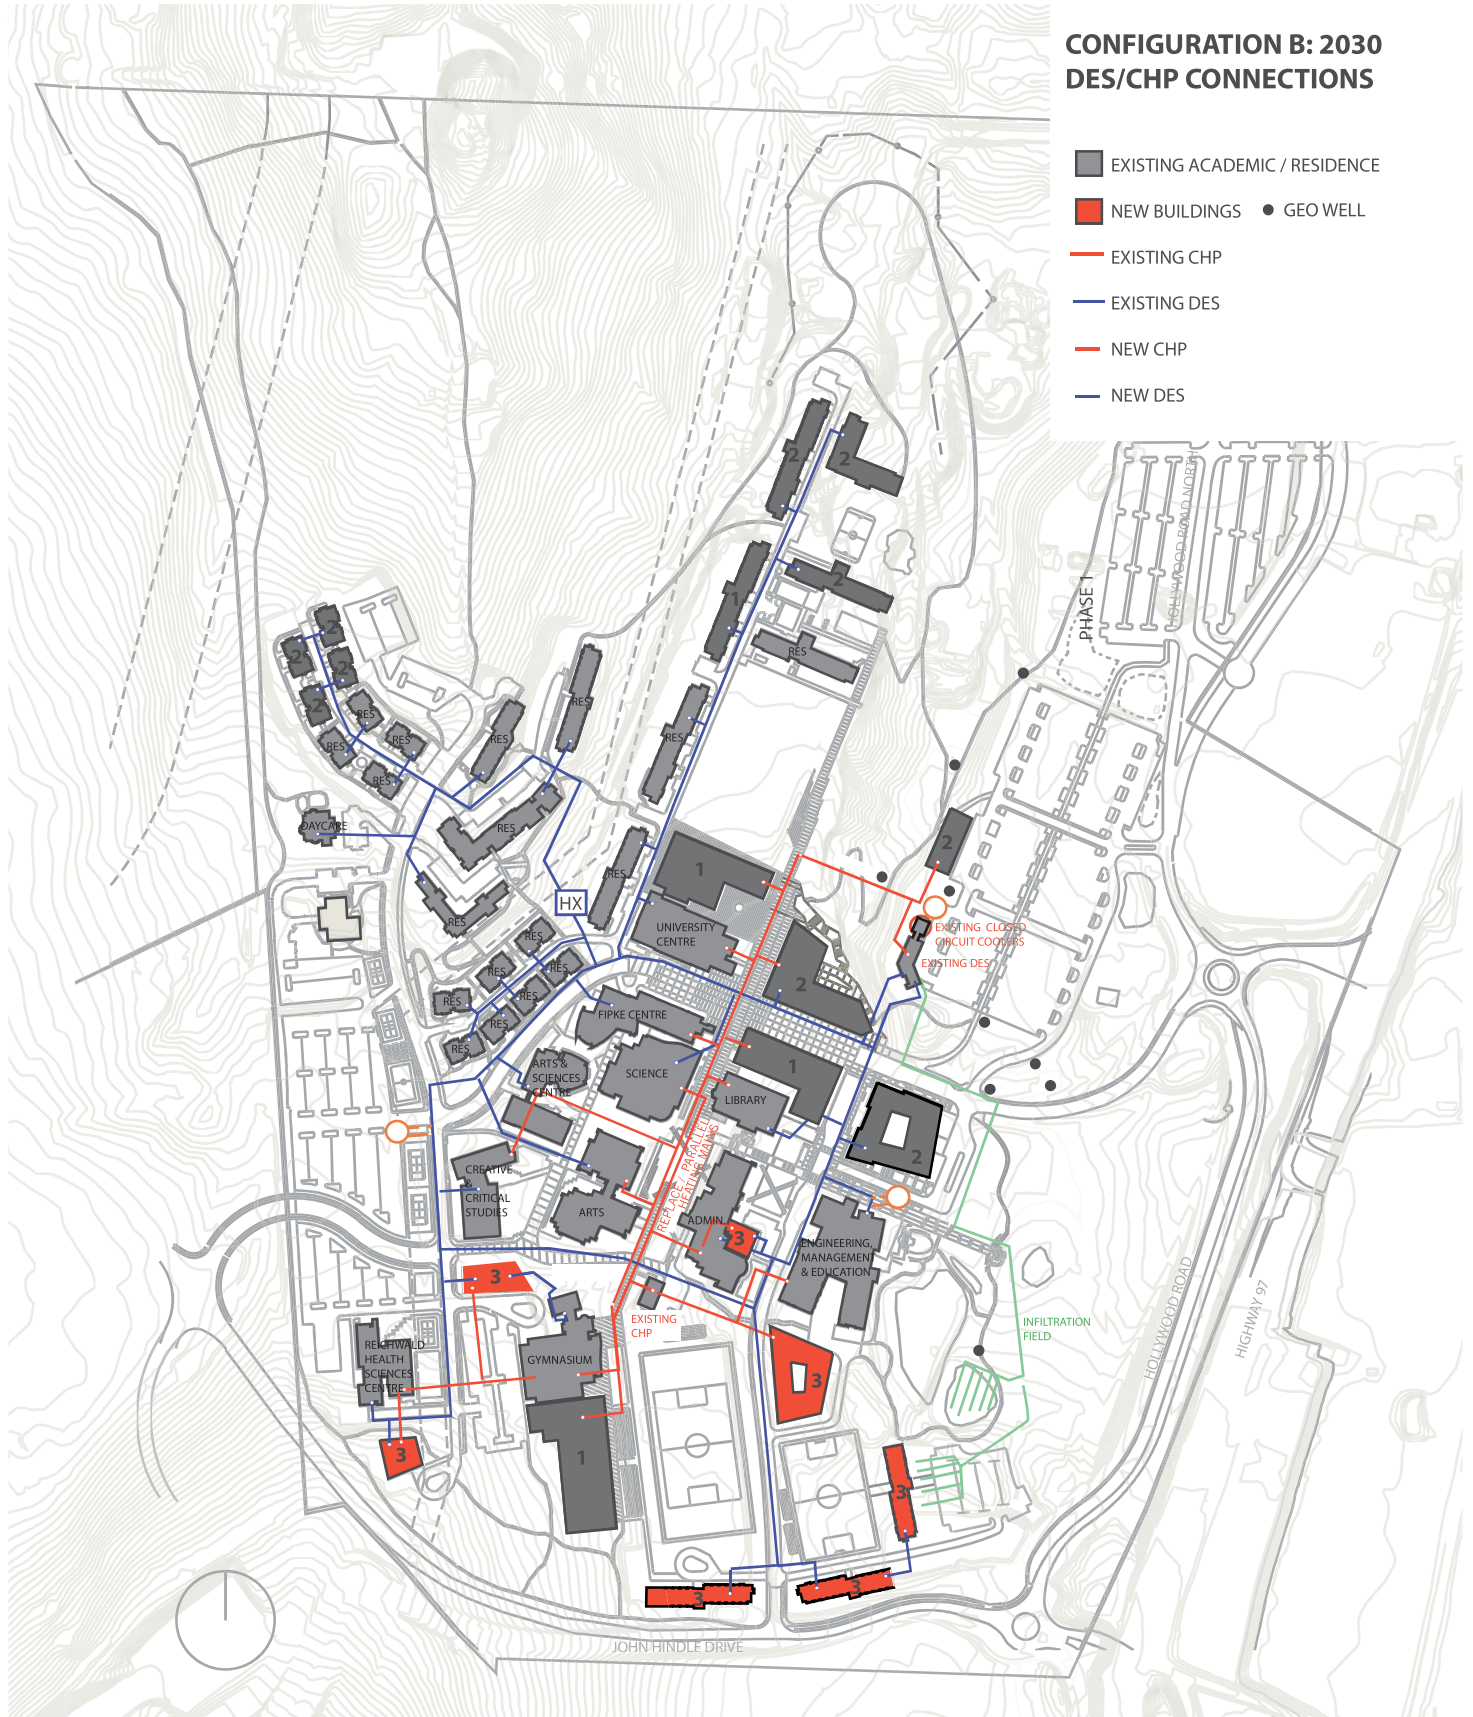 CONFIGURATION B: 2030
DES/CHP CONNECTIONS
EXISTING ACADEMIC / RESIDENCE
NEW BUILDINGS
GEO WELL
EXISTING CHP
EXISTING DES
NEW CHP
NEW DES
2
2
HOLLYWOOD ROAD NORTH
2
1
PHASE 1
2
2
2
2
RES
RES
RES
RES
RES
RES
RES
RES
RES
DAYCARE
RES
2
1
RES
HX
RES
UNIVERSITY
CENTRE
EXISTING CLOSED
CIRCUIT COOLERS
RES
EXISTING DES
RES
RES
2
RES
RES
FIPKE CENTRE
RES
RES
ARTS &
SCIENCES
CENTRE
SCIENCE
1
LIBRARY
REPLACE / PARALLEL
HEATING MAINS
2
CREATIVE
&
CRITICAL
STUDIES
ARTS
ADMIN.
3
ENGINEERING,
MANAGEMENT
& EDUCATION
3
HOLLYWOOD ROAD
HIGHWAY 97
EXISTING
CHP
INFILTRATION
FIELD
REICHWALD
HEALTH
SCIENCES
CENTRE
GYMNASIUM
3
3
1
3
3
3
JOHN HINDLE DRIVE